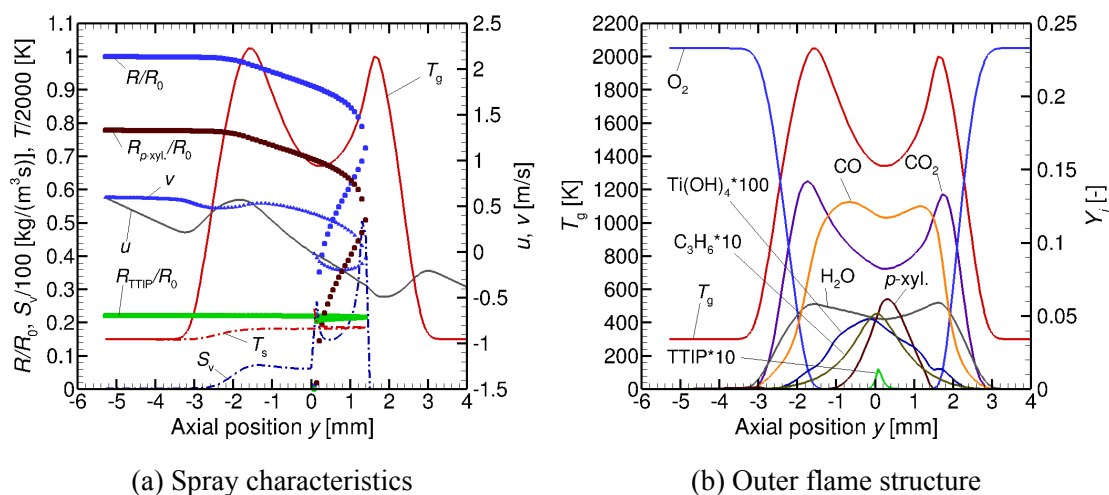 R/R0, Sv/100 [kg/(m3s)], T/2000 [K]
1.1
1
0.9
0.8
0.7
0.6
0.5
0.4
0.3
0.2
0.1
0
R/R0
Rp-xyl./R0
v
u
RTTIP/R0
Ts
Sv
Tg
2.5
2
1.5
1
0.5
0
-0.5
-1
-1.5
u, v [m/s]
-6 -5 -4 -3 -2 -1 0 1 2 3 4
Axial position y [mm]
(a) Spray characteristics
Tg [K]
2200
2000
1800
1600
1400
1200
1000
800
600
400
200
0
O2
Ti(OH)4*100
C3H6*10
Tg
TTIP*10
CO
CO2
H2O
p-xyl.
0.25
0.2
0.15
0.1
0.05
0
Yi [-]
-6 -5 -4 -3 -2 -1 0 1 2 3 4
Axial position y [mm]
(b) Outer flame structure